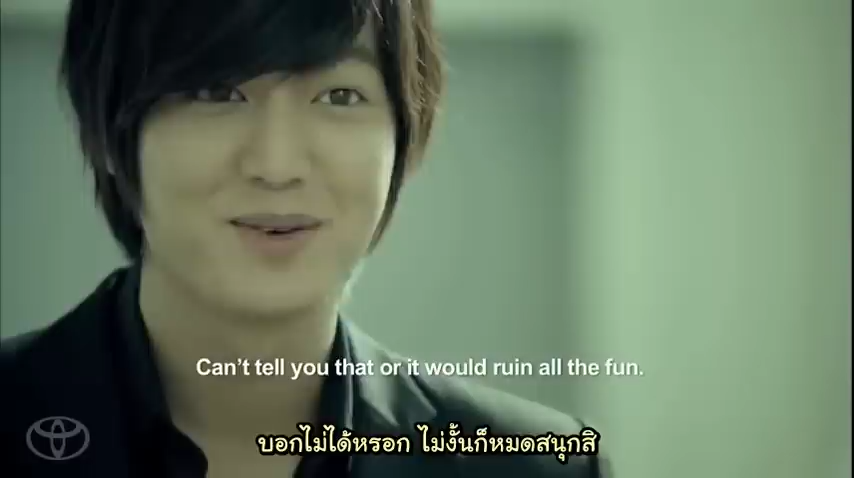 Can't tell you that or it would ruin all the fun.
บอกไม่ได้หรอก ไม่งั้นก็หมดสนุกสิ